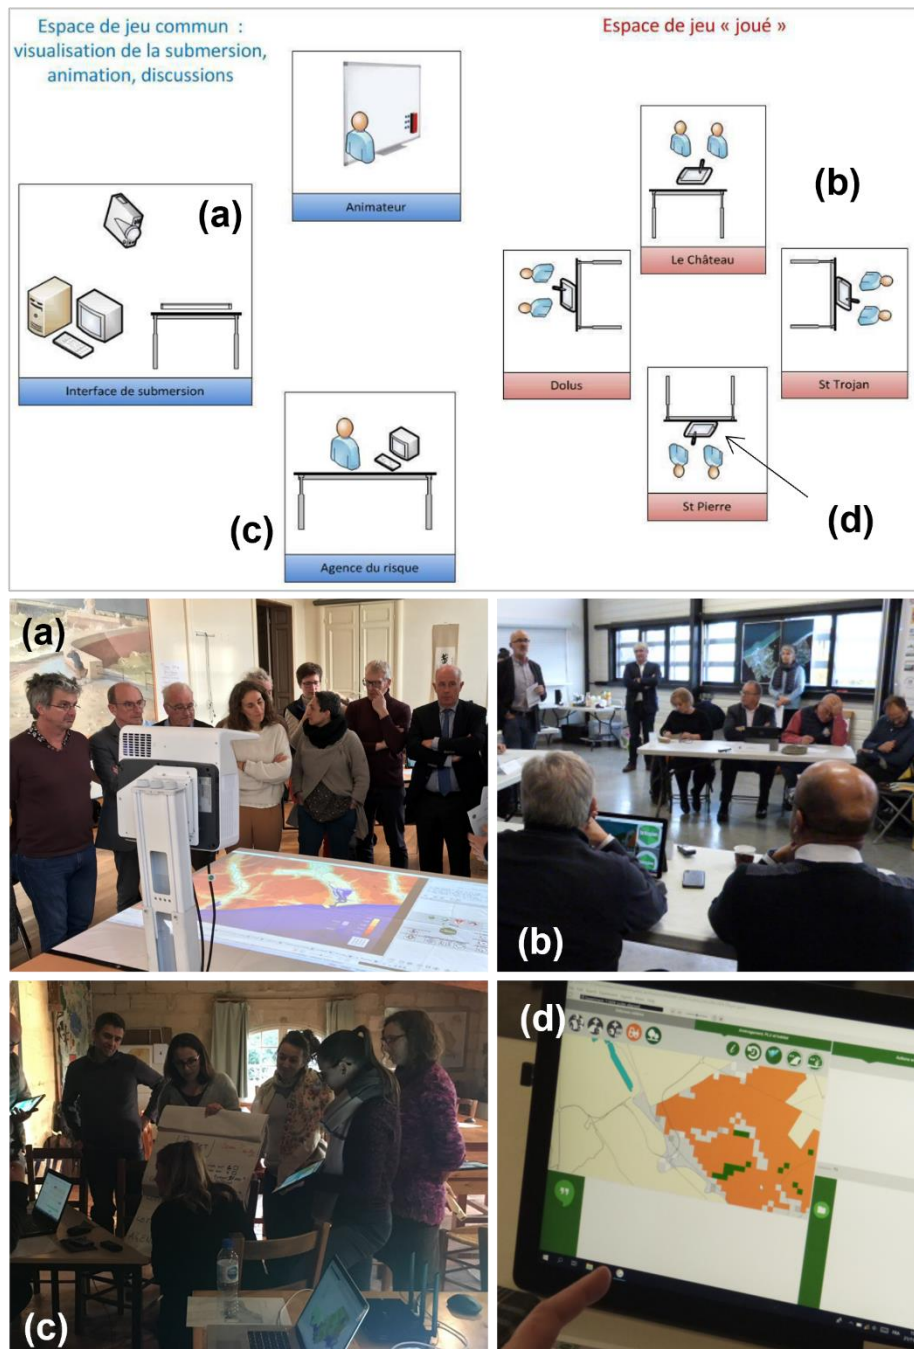 Espace de jeu commun :
visualisation de la submersion,
animation, discussions
Espace de jeu « joué »
Animateur
(a)
Interface de submersion
(c)
Agence du risque
(b)
Le Château
Dolus
St Trojan
St Pierre
(d)
(a)
(b)
(c)
(d)